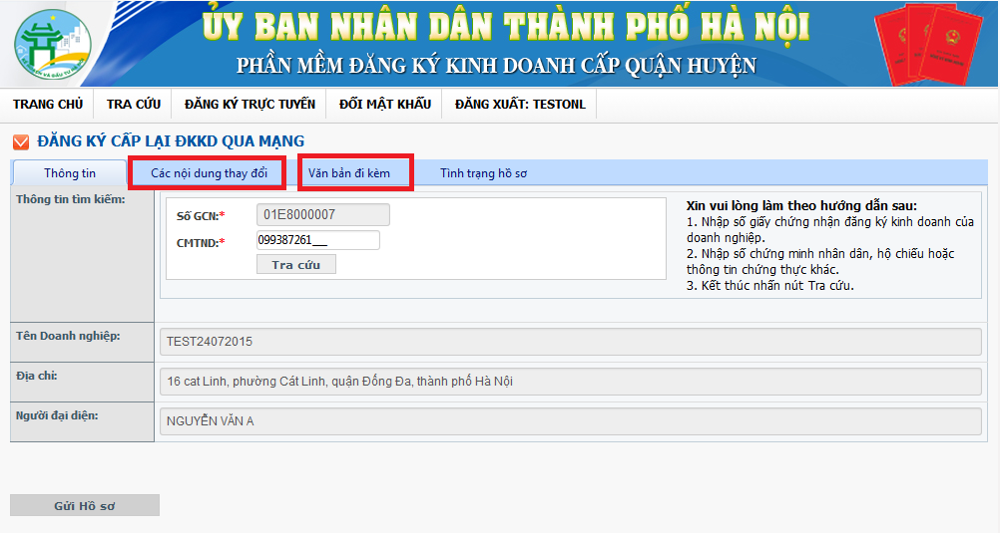 ỦY BAN NHÂN DÂN THÀNH PHỐ HÀ NỘI
PHẦN MỀM ĐĂNG KÝ KINH DOANH CẤP QUẬN HUYỆN
TRANG CHỦ TRA CỨU ĐĂNG KÝ TRỰC TUYẾN ĐỔI MẬT KHẨU ĐĂNG XUẤT: TESTONL
ĐĂNG KÝ CẤP LẠI ĐKKD QUA MẠNG
Thông tin Các nội dung thay đổi Văn bản đi kèm Tình trạng hồ sơ
Thông tin tìm kiếm:
Số GCN:* 01E8000007
CMTND:* 099387261___
Tra cứu
Xin vui lòng làm theo hướng dẫn sau:
1. Nhập số giấy chứng nhận đăng ký kinh doanh của
doanh nghiệp.
2. Nhập số chứng minh nhân dân, hộ chiếu hoặc
thông tin chứng thực khác.
3. Kết thúc nhấn nút Tra cứu.
Tên Doanh nghiệp: TEST24072015
Địa chỉ: 16 cat Linh, phường Cát Linh, quận Đống Đa, thành phố Hà Nội
Người đại diện: NGUYỄN VĂN A
Gửi Hồ sơ